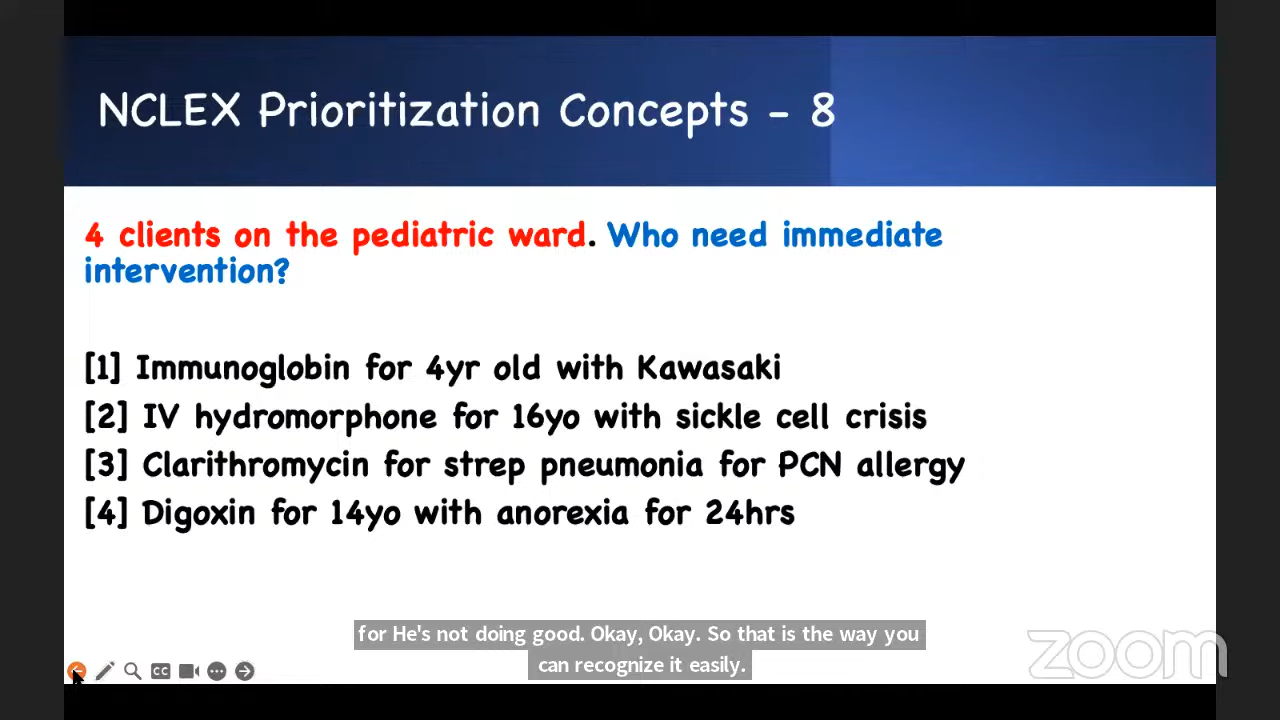 NCLEX Prioritization Concepts - 8
4 clients on the pediatric ward. Who need immediate
intervention?
[1] Immunoglobin for 4yr old with Kawasaki
[2] IV hydromorphone for 16yo with sickle cell crisis
[3] Clarithromycin for strep pneumonia for PCN allergy
[4] Digoxin for 14yo with anorexia for 24hrs
for He's not doing good. Okay, Okay. So that is the way you
can recognize it easily.
CC
zoom